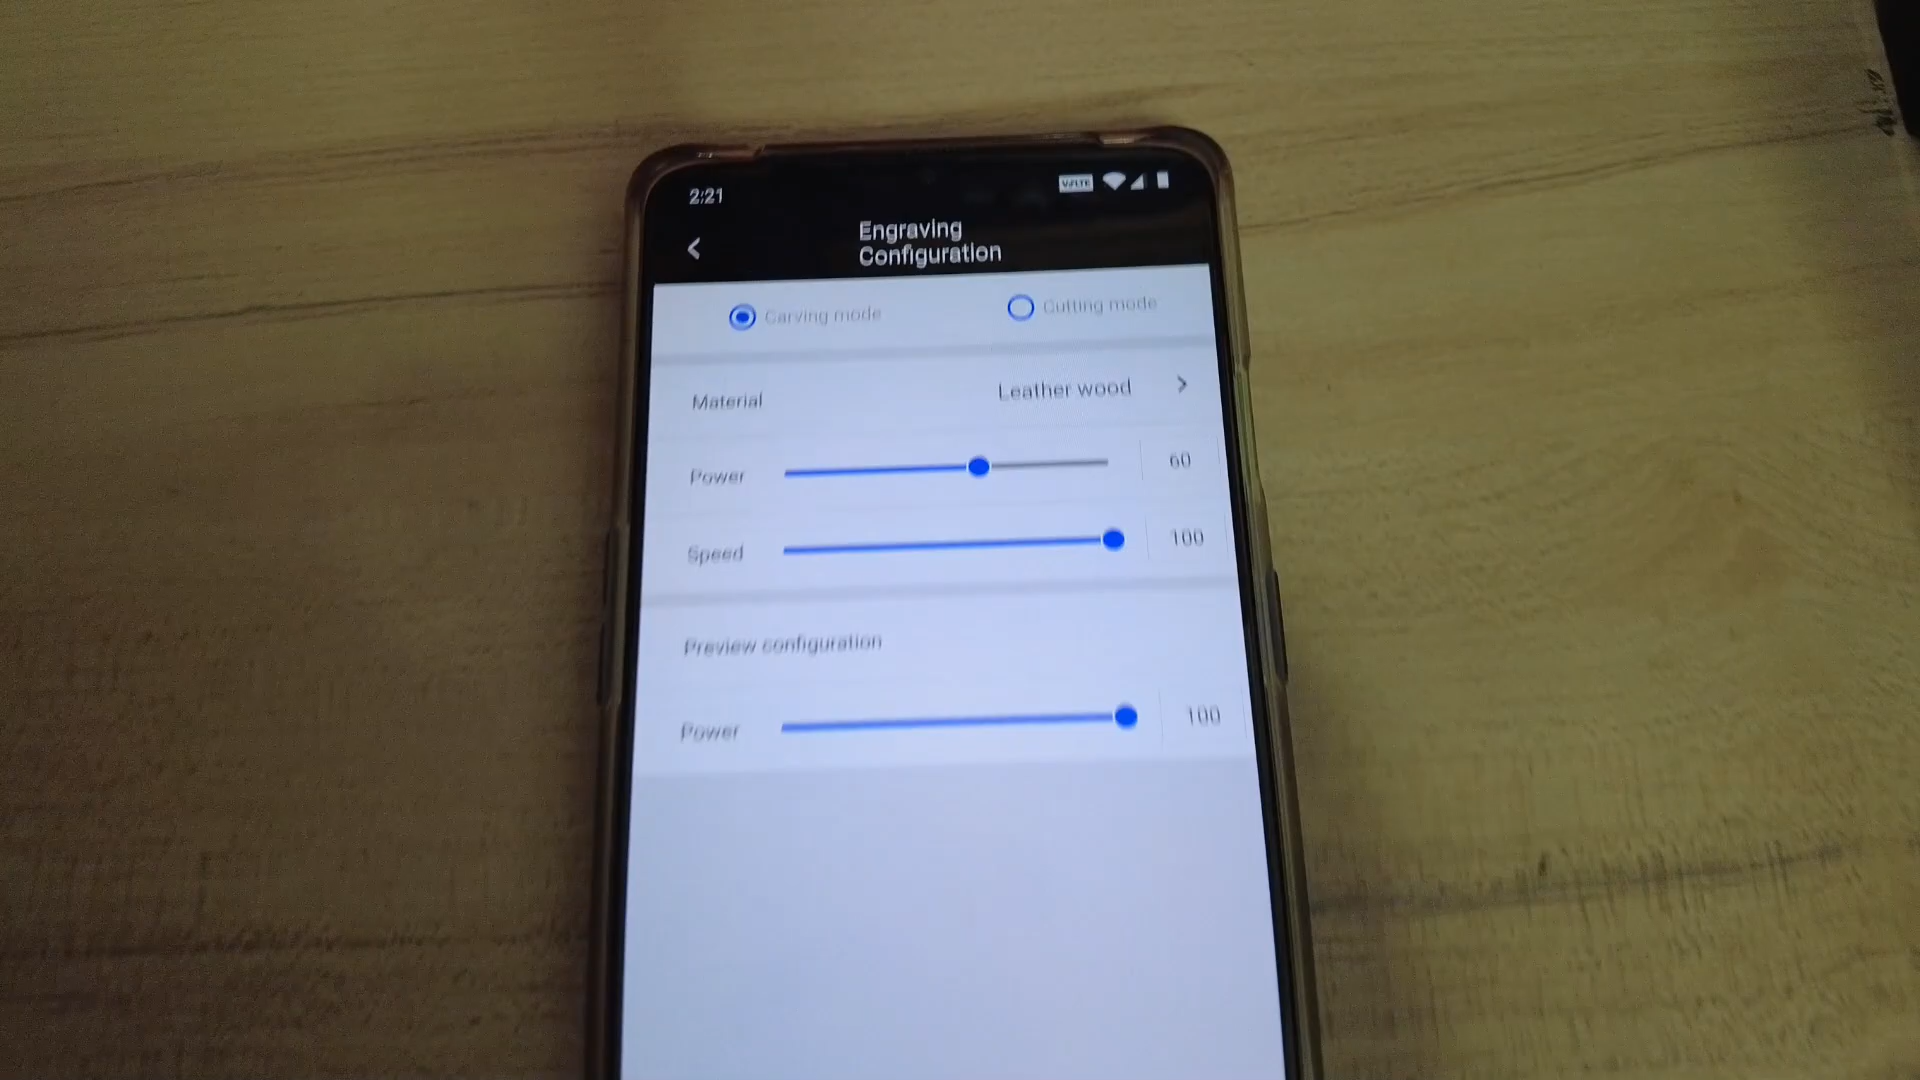 2:21
VoLTE
Engraving
Configuration
Carving mode
Cutting mode
Material
Leather wood
Power
60
Speed
100
Preview configuration
Power
100